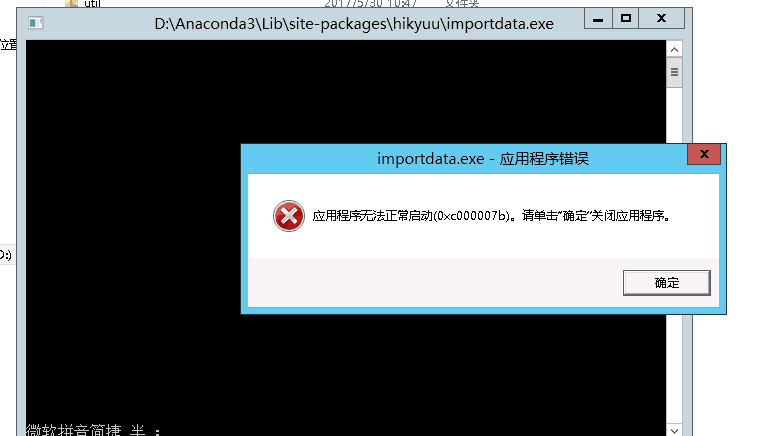 util 2017/5/30 10:47 文件夹
D:\Anaconda3\Lib\site-packages\hikyuu\importdata.exe
位置
importdata.exe - 应用程序错误
应用程序无法正常启动(0xc000007b)。请单击"确定"关闭应用程序。
D:)
确定
微软拼音简捷 半 :